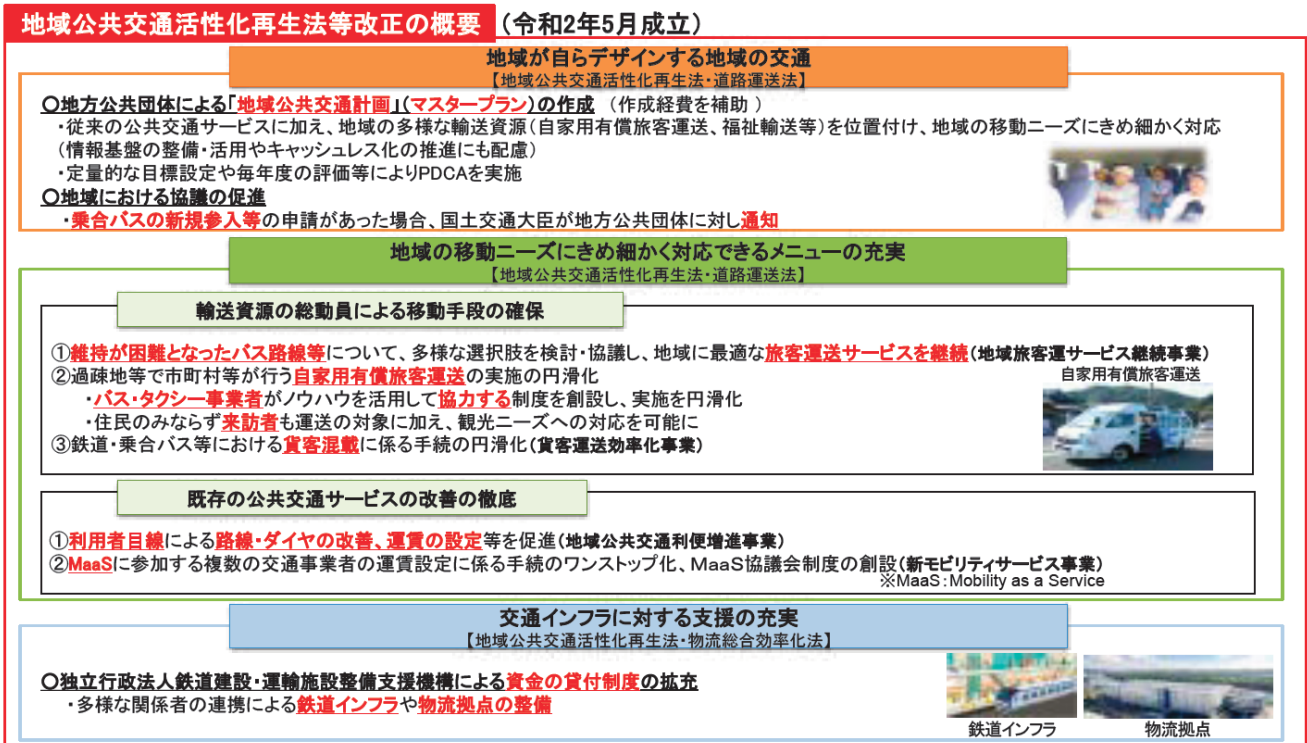 地域公共交通活性化再生法等改正の概要 (令和2年5月成立)
地域が自らデザインする地域の交通
【地域公共交通活性化再生法・道路運送法】
〇地方公共団体による「地域公共交通計画」(マスタープラン)の作成 (作成経費を補助)
・従来の公共交通サービスに加え、地域の多様な輸送資源(自家用有償旅客運送、福祉輸送等)を位置付け、地域の移動ニーズにきめ細かく対応
(情報基盤の整備・活用やキャッシュレス化の推進にも配慮)
・定量的な目標設定や毎年度の評価等によりPDCAを実施
〇地域における協議の促進
・乗合バスの新規参入等の申請があった場合、国土交通大臣が地方公共団体に対し通知
地域の移動ニーズにきめ細かく対応できるメニューの充実
【地域公共交通活性化再生法・道路運送法】
輸送資源の総動員による移動手段の確保
①維持が困難となったバス路線等について、多様な選択肢を検討・協議し、地域に最適な旅客運送サービスを継続(地域旅客運サービス継続事業)
②過疎地等で市町村等が行う自家用有償旅客運送の実施の円滑化
自家用有償旅客運送
・バス・タクシー事業者がノウハウを活用して協力する制度を創設し、実施を円滑化
・住民のみならず来訪者も運送の対象に加え、観光ニーズへの対応を可能に
③鉄道・乗合バス等における貨客混載に係る手続の円滑化(貨客運送効率化事業)
既存の公共交通サービスの改善の徹底
①利用者目線による路線・ダイヤの改善、運賃の設定等を促進(地域公共交通利便増進事業)
②MaaSに参加する複数の交通事業者の運賃設定に係る手続のワンストップ化、MaaS協議会制度の創設(新モビリティサービス事業)
※MaaS:Mobility as a Service
交通インフラに対する支援の充実
【地域公共交通活性化再生法・物流総合効率化法】
〇独立行政法人鉄道建設・運輸施設整備支援機構による資金の貸付制度の拡充
・多様な関係者の連携による鉄道インフラや物流拠点の整備
鉄道インフラ 物流拠点